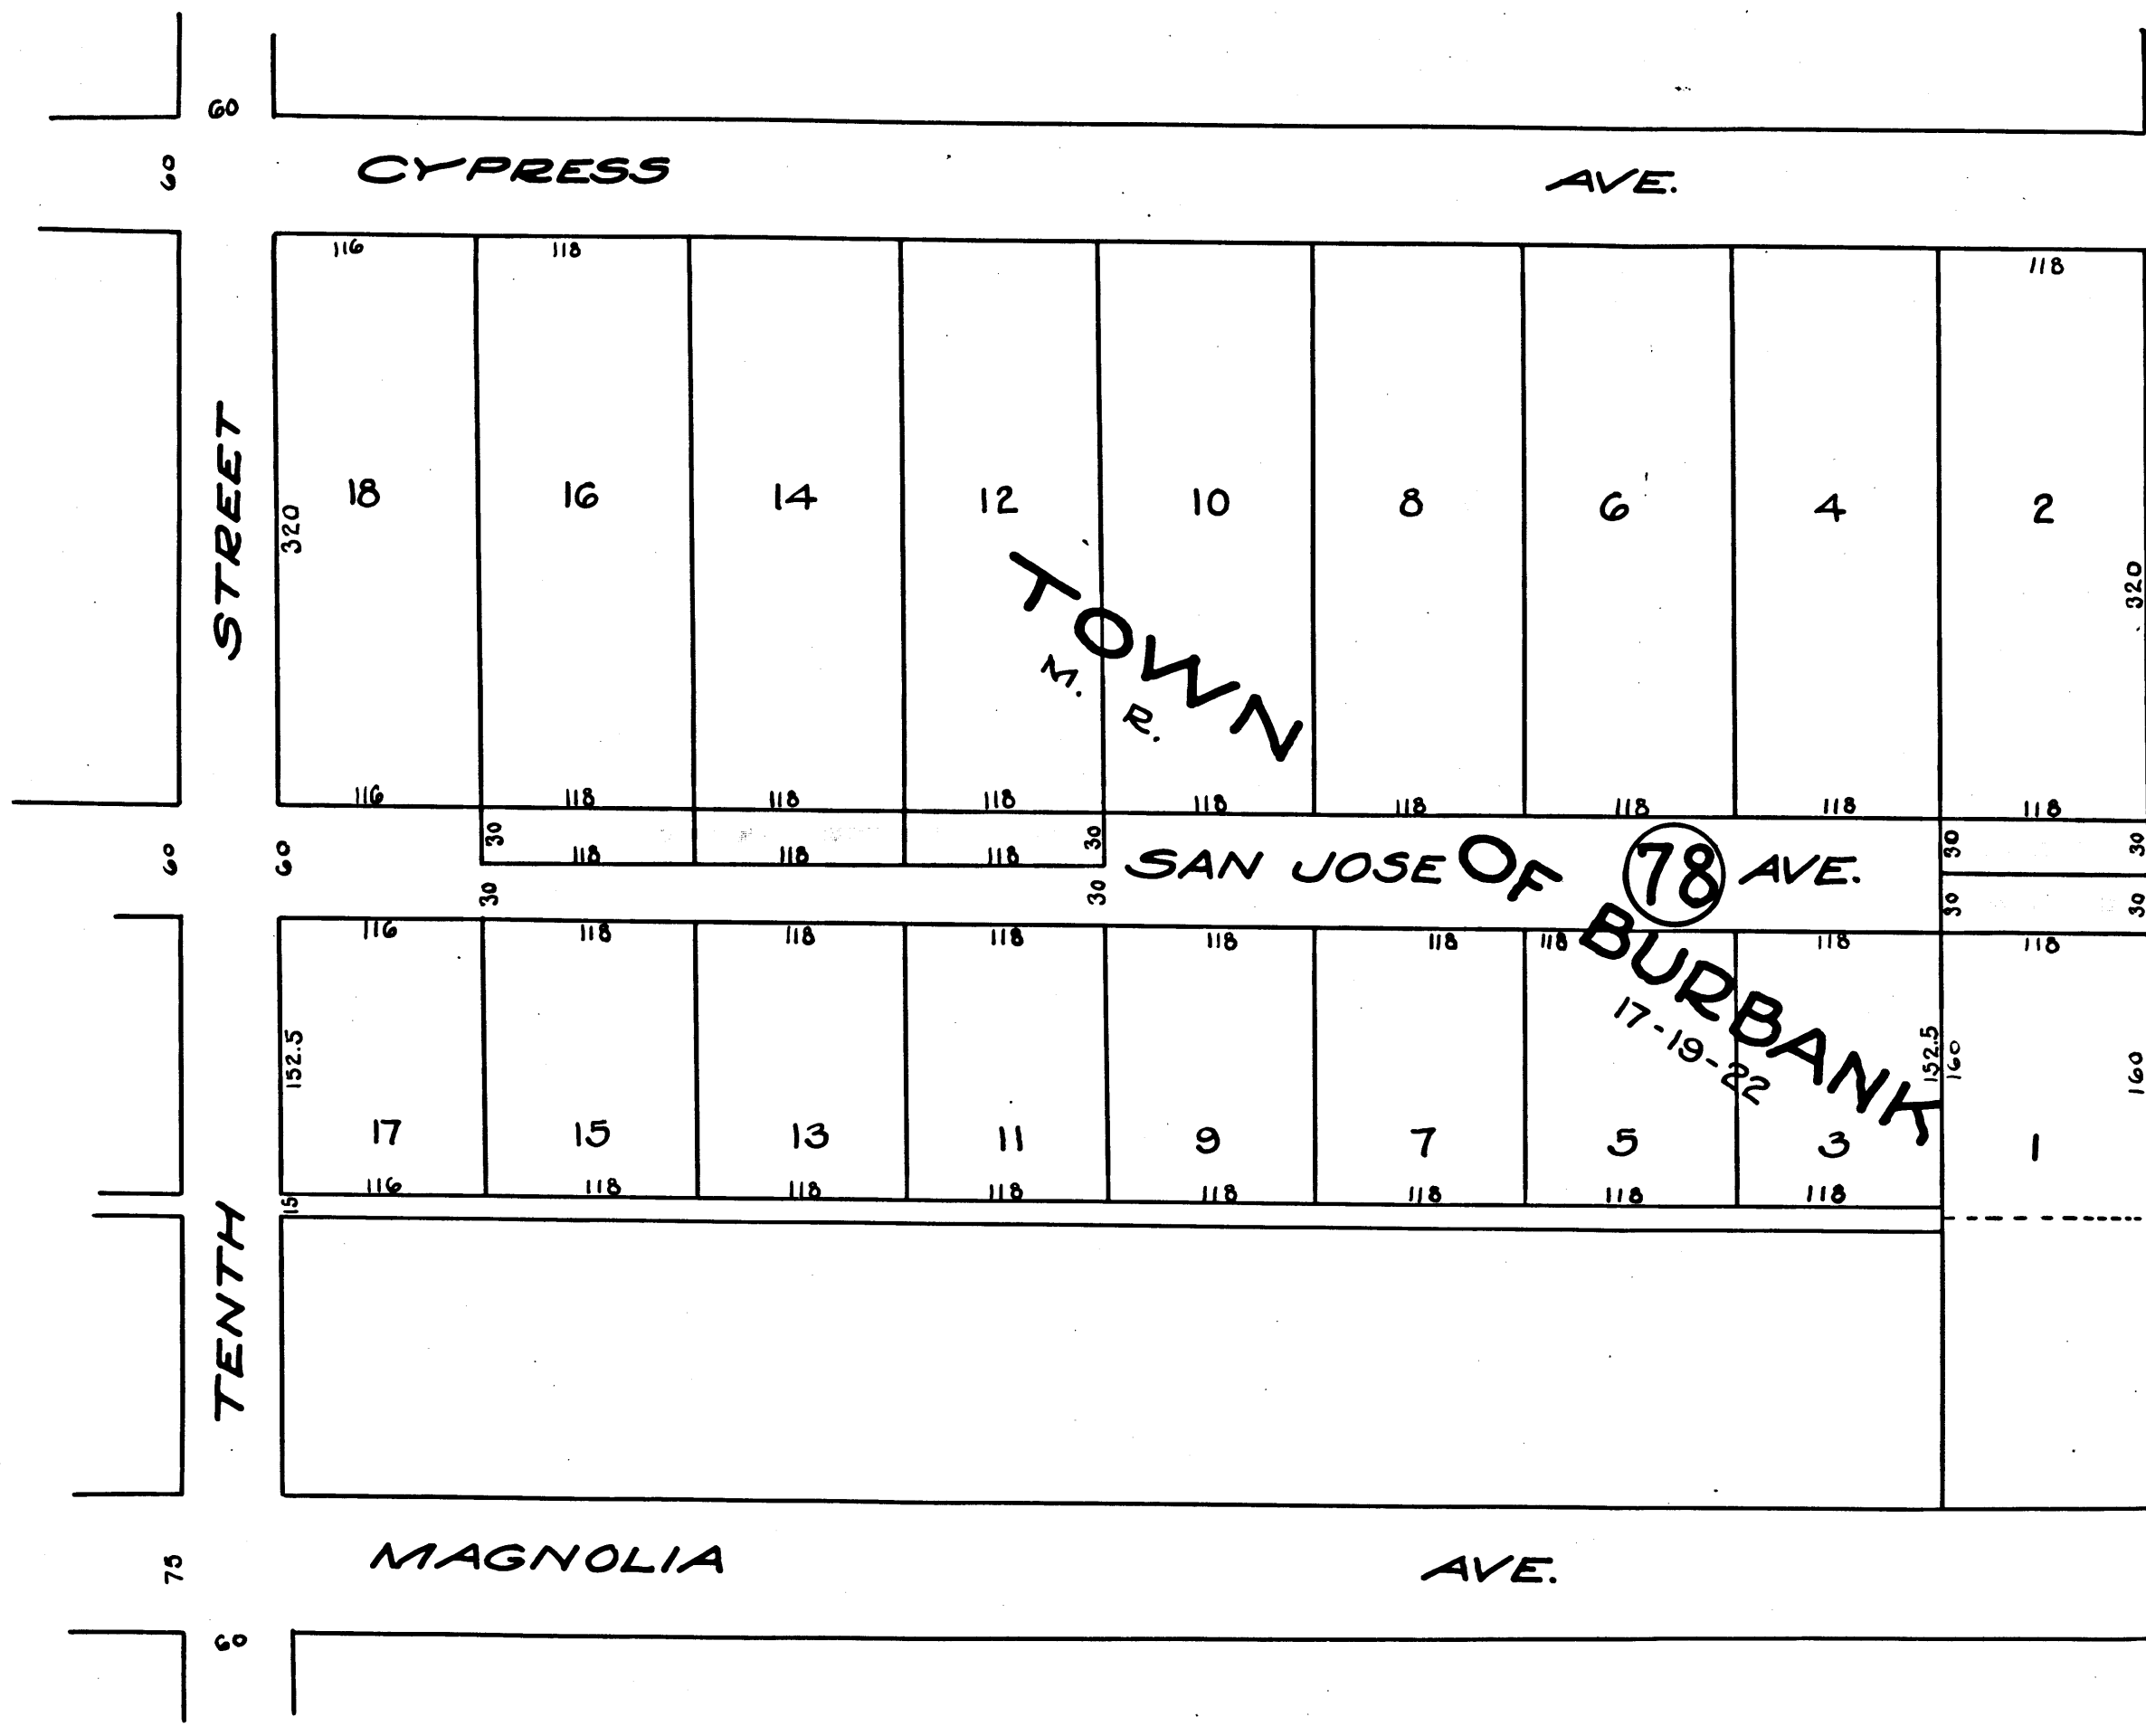 60
60
CYPRESS AVE.
116 118 118
STREET
320
18 16 14 12 10 8 6 4 2
320
TOWN
M. R.
116 118 118 118 118 118 118 118 118
60 60
30 118 118 118 30
SAN JOSE AVE.
OF
78
30 30
30 30
30 30
116 118 118 118 118 118 118 118 118
BURBANK
17-19-22
152.5 152.5 160 160
17 15 13 11 9 7 5 3 1
116 118 118 118 118 118 118 118
15
TENTH
MAGNOLIA AVE.
75
60